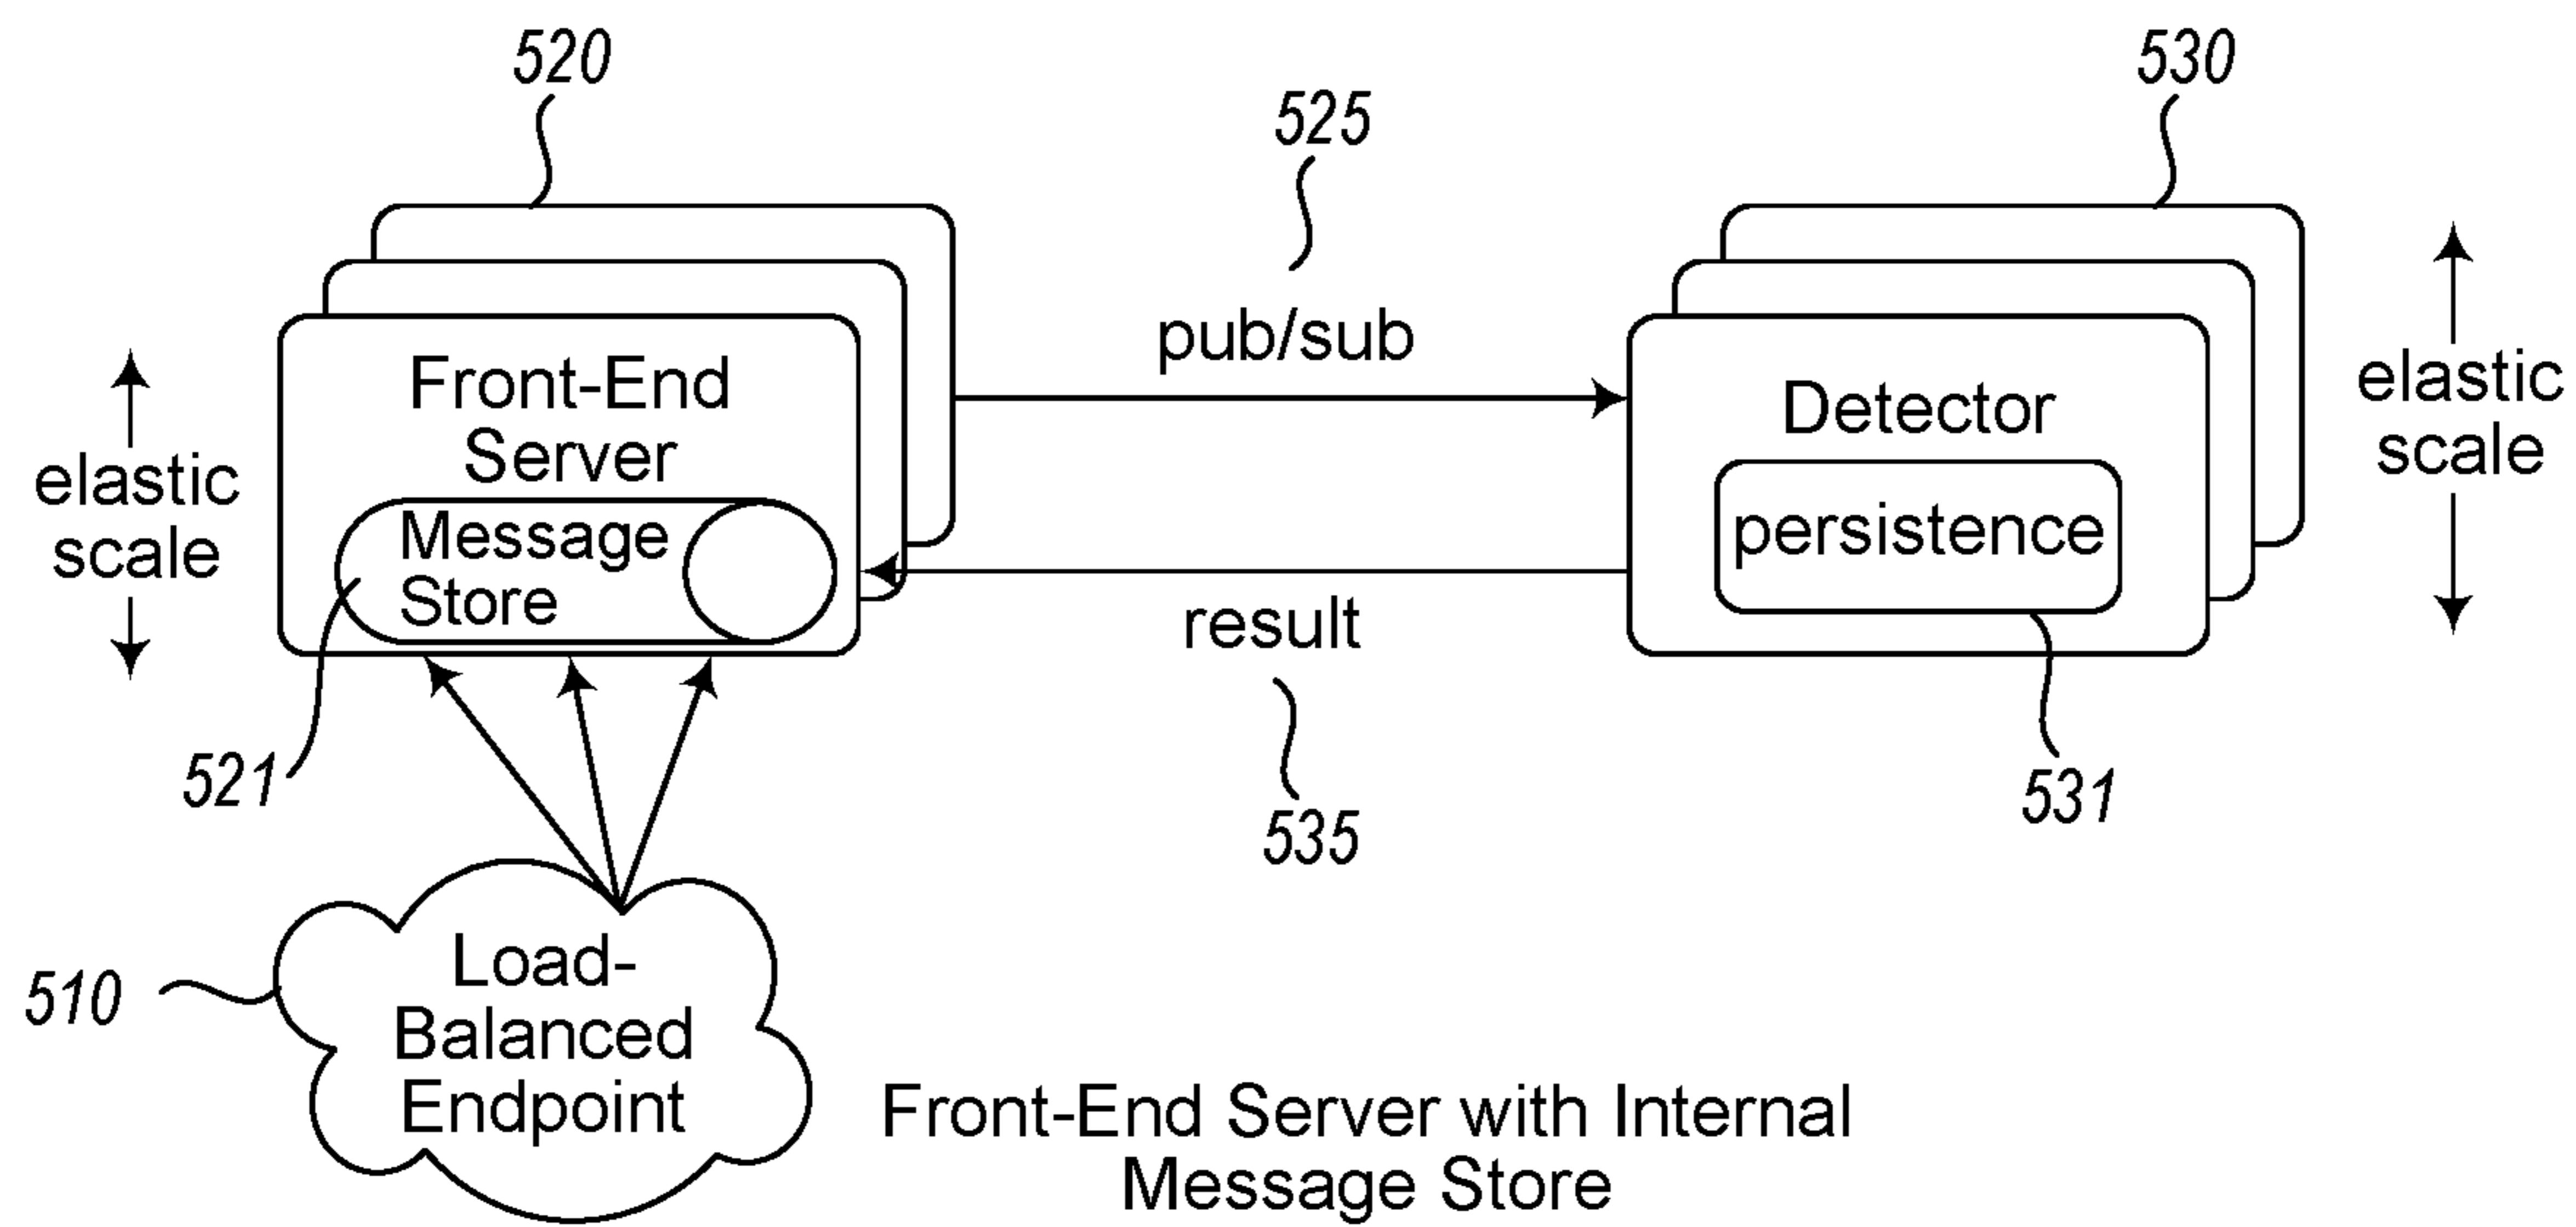 520
530
525
pub/sub
Front-End
Server
elastic
scale
Detector
elastic
scale
Message
Store
persistence
result
521
535
531
510
Load-
Balanced
Endpoint
Front-End Server with Internal
Message Store